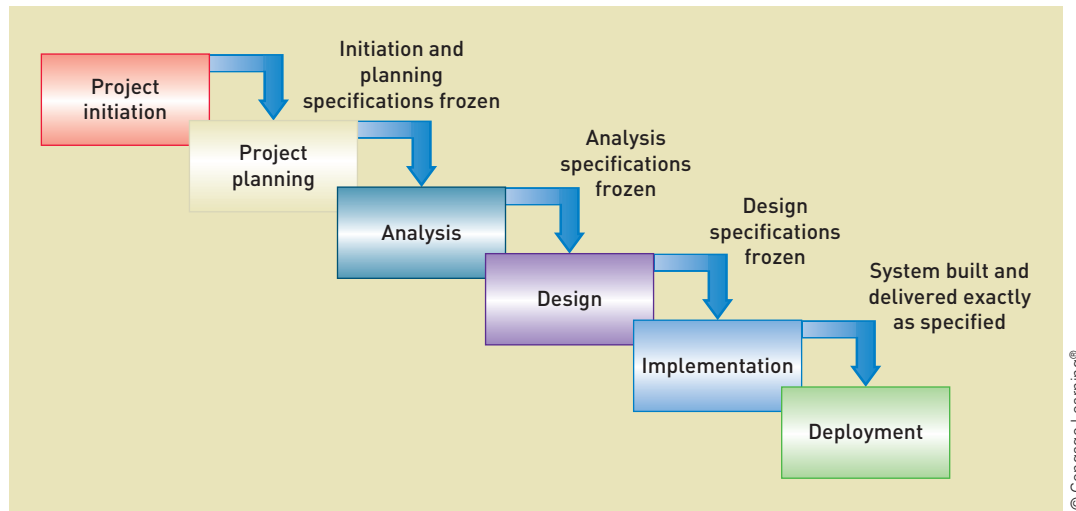 Project
initiation
Initiation and
planning
specifications frozen
Project
planning
Analysis
specifications
frozen
Analysis
Design
specifications
frozen
Design
System built and
delivered exactly
as specified
Implementation
Deployment
© Cengage Learning®